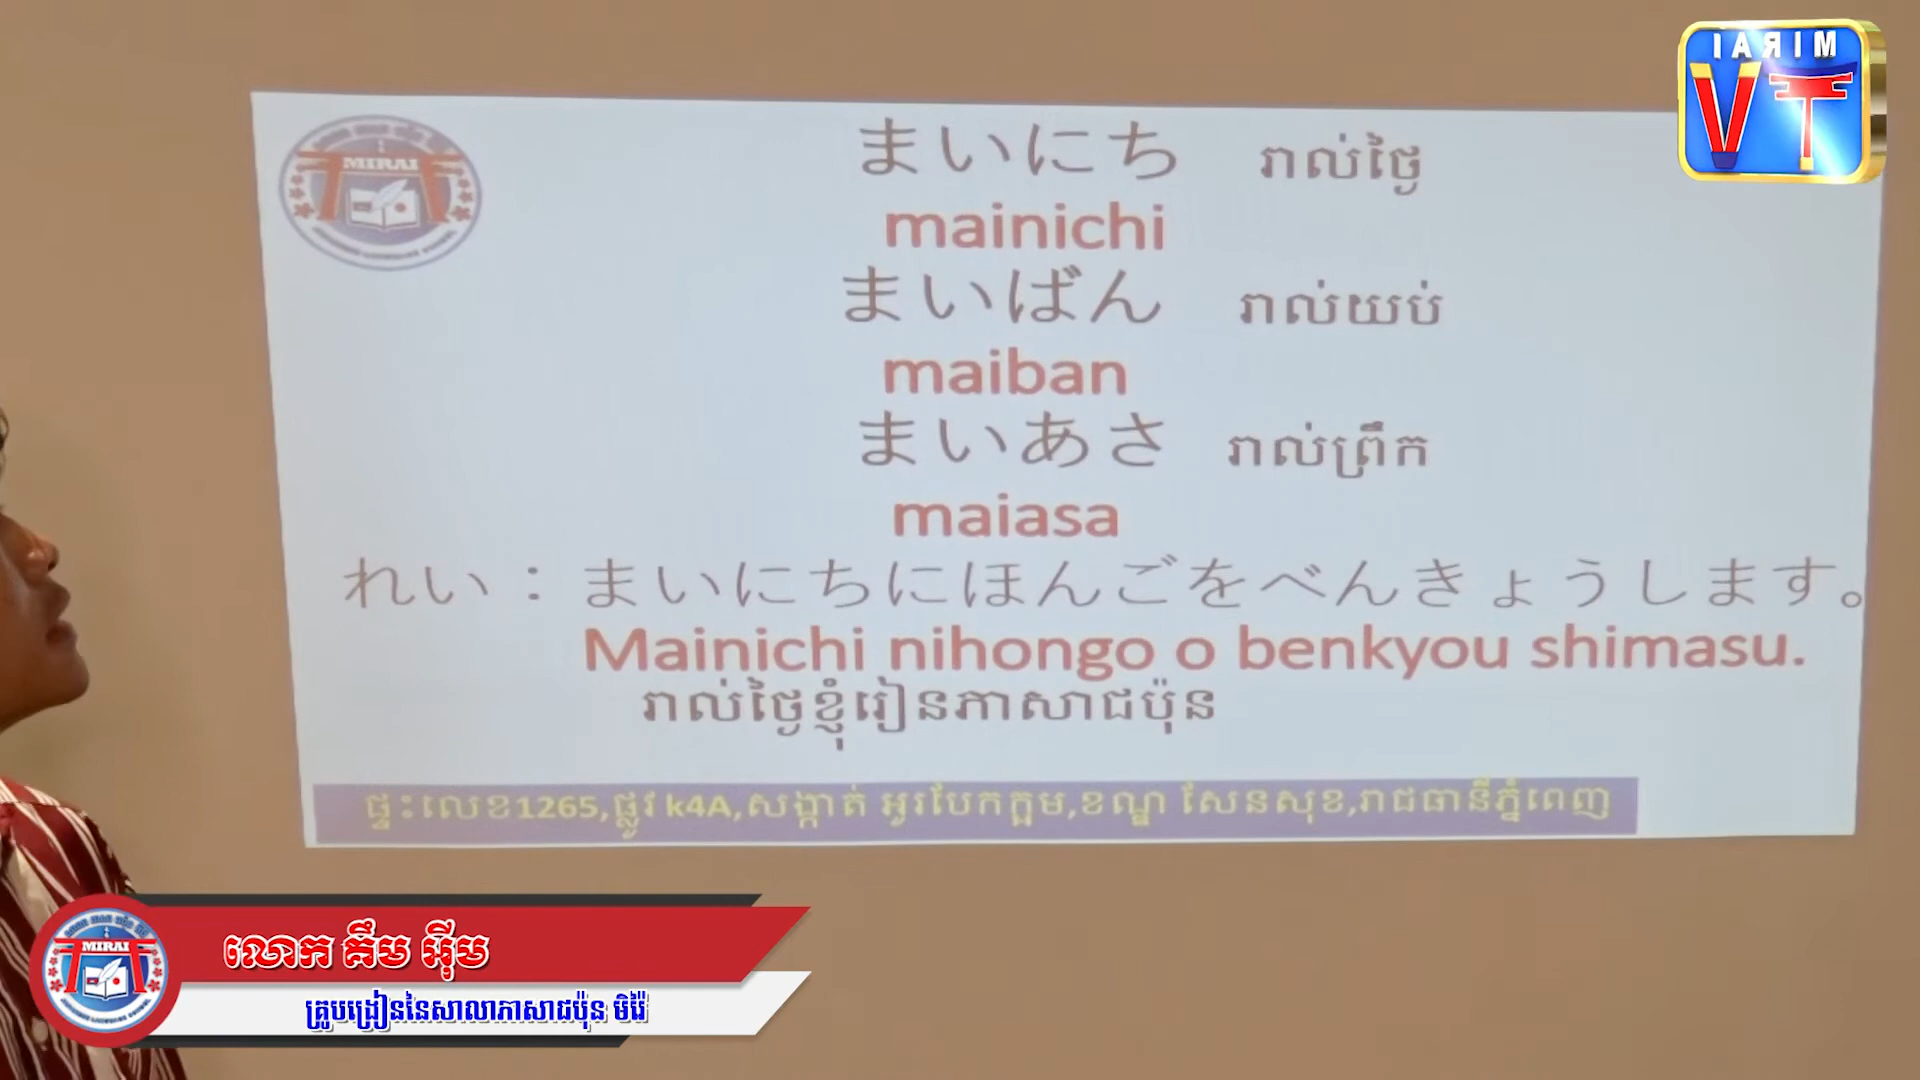 MIRAI
TV
MIRAI
まいにち រាល់ថ្ងៃ
mainichi
まいばん រាល់យប់
maiban
まいあさ រាល់ព្រឹក
maiasa
れい：まいにちにほんごをべんきょうします。
Mainichi nihongo o benkyou shimasu.
រាល់ថ្ងៃខ្ញុំរៀនភាសាជប៉ុន
ផ្ទះលេខ1265,ផ្លូវ k4A,សង្កាត់ អូរបែកក្អម,ខណ្ឌ សែនសុខ,រាជធានីភ្នំពេញ
លោក គឹម អ៊ីម
MIRAI
គ្រូបង្រៀននៃសាលាភាសាជប៉ុន មិរ៉ៃ